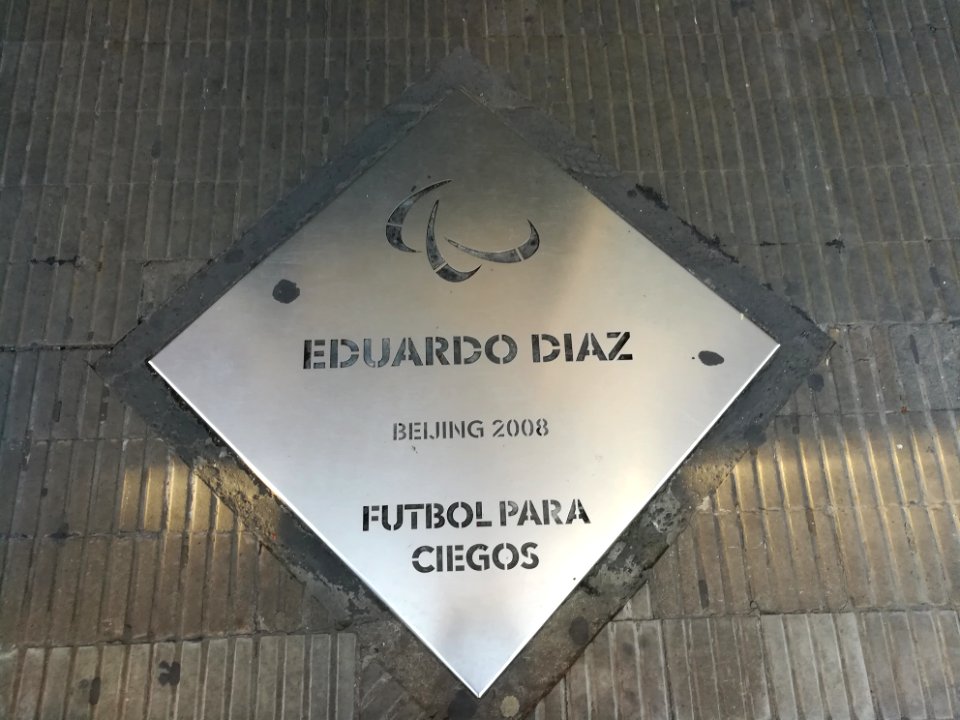 EDUARDO DIAZ
BEIJING 2008
FUTBOL PARA
CIEGOS